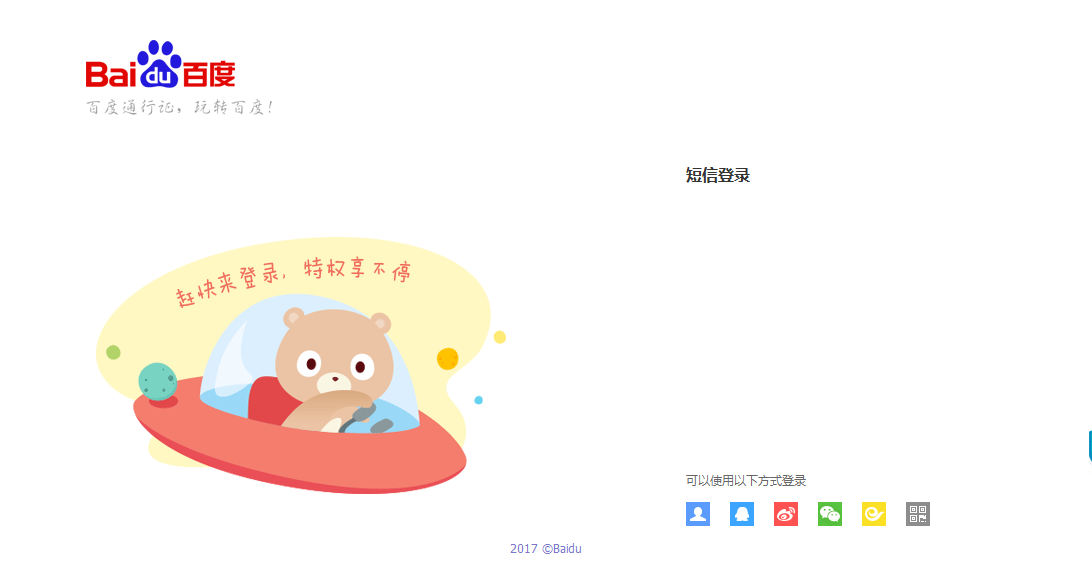 Baidu百度
百度通行证，玩转百度！
短信登录
赶快来登录，特权享不停
可以使用以下方式登录
2017 ©Baidu